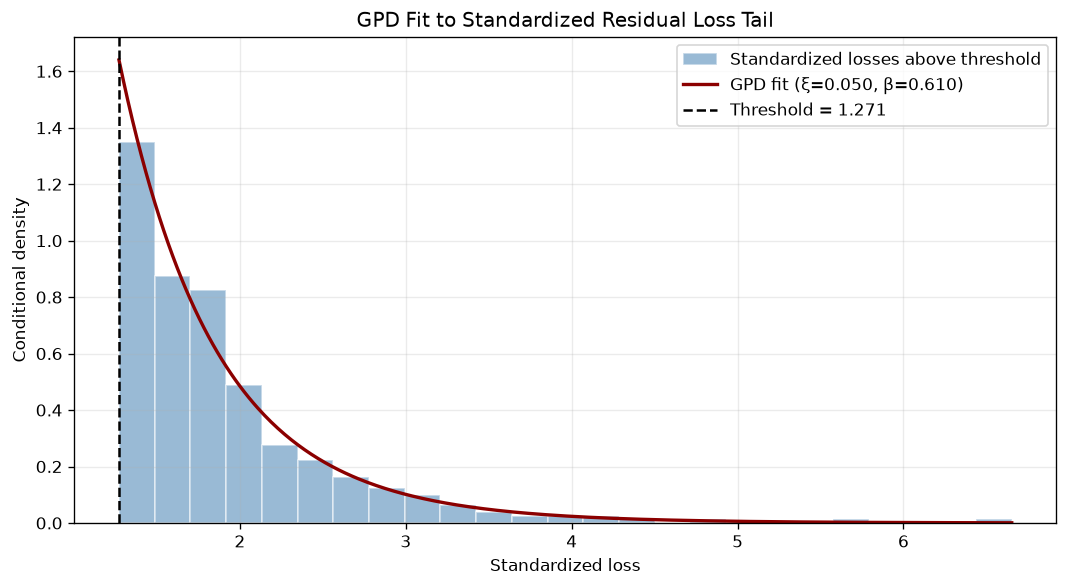 GPD Fit to Standardized Residual Loss Tail
Standardized losses above threshold
GPD fit (ξ=0.050, β=0.610)
Threshold = 1.271
Conditional density
1.6
1.4
1.2
1.0
0.8
0.6
0.4
0.2
0.0
2
3
4
5
6
Standardized loss